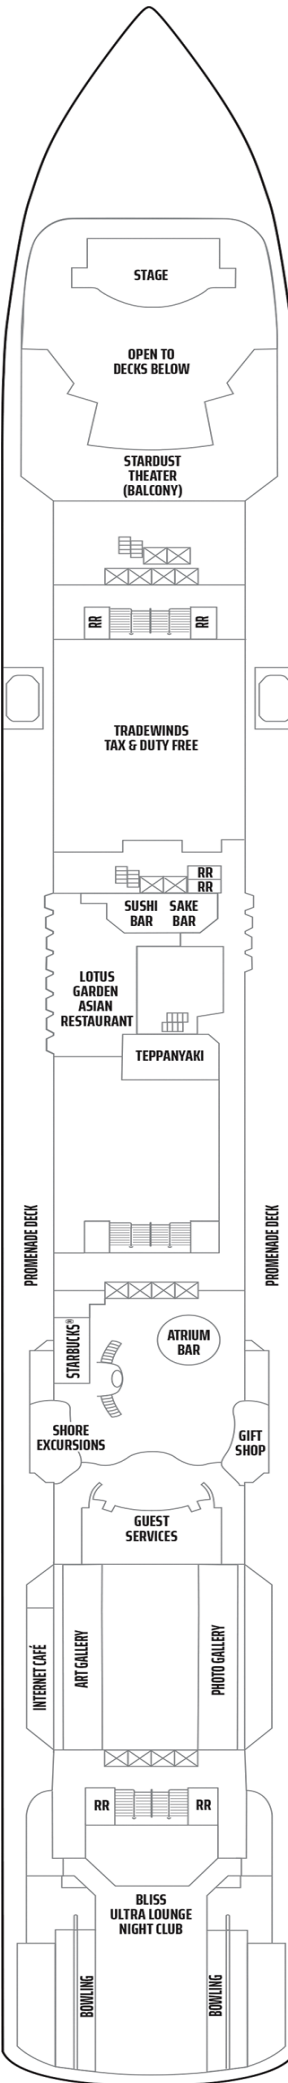 STAGE
OPEN TO
DECKS BELOW
STARDUST
THEATER
(BALCONY)
RR
RR
TRADEWINDS
TAX & DUTY FREE
RR
RR
SUSHI
BAR
SAKE
BAR
LOTUS
GARDEN
ASIAN
RESTAURANT
TEPPANYAKI
PROMENADE DECK
PROMENADE DECK
STARBUCKS®
ATRIUM
BAR
SHORE
EXCURSIONS
GIFT
SHOP
GUEST
SERVICES
INTERNET CAFÉ
ART GALLERY
PHOTO GALLERY
RR
RR
BLISS
ULTRA LOUNGE
NIGHT CLUB
BOWLING
BOWLING